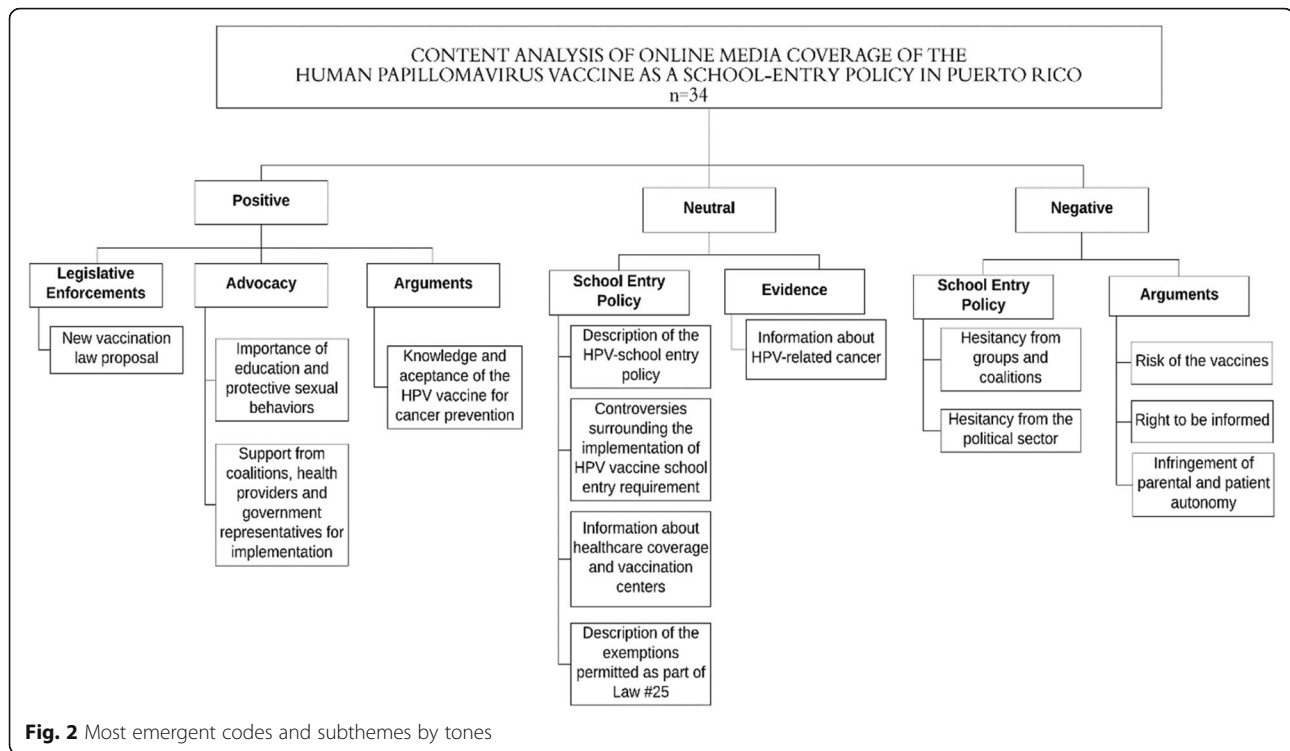 CONTENT ANALYSIS OF ONLINE MEDIA COVERAGE OF THE
HUMAN PAPILLOMAVIRUS VACCINE AS A SCHOOL-ENTRY POLICY IN PUERTO RICO
n=34
Positive
Neutral
Negative
Legislative
Enforcements
Advocacy
Arguments
School Entry
Policy
Evidence
School Entry
Policy
Arguments
New vaccination
law proposal
Importance of
education and
protective sexual
behaviors
Support from
coalitions, health
providers and
government
representatives for
implementation
Knowledge and
aceptance of the
HPV vaccine for
cancer prevention
Description of the
HPV-school entry
policy
Controversies
surrounding the
implementation of
HPV vaccine school
entry requirement
Information about
healthcare coverage
and vaccination
centers
Description of the
exemptions
permitted as part of
Law #25
Information about
HPV-related cancer
Hesitancy from
groups and
coalitions
Hesitancy from the
political sector
Risk of the vaccines
Right to be informed
Infringement of
parental and patient
autonomy
Fig. 2 Most emergent codes and subthemes by tones